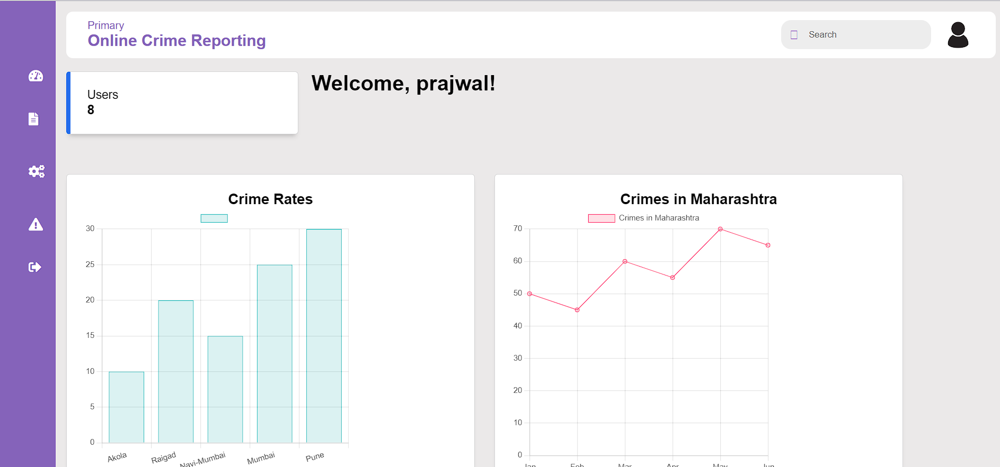 Primary
Online Crime Reporting
Search
Users
8
Welcome, prajwal!
Crime Rates
30
25
20
15
10
5
0
Akola
Raigad
Navi-Mumbai
Mumbai
Pune
Crimes in Maharashtra
Crimes in Maharashtra
70
60
50
40
30
20
10
0
Jan
Feb
Mar
Apr
May
Jun